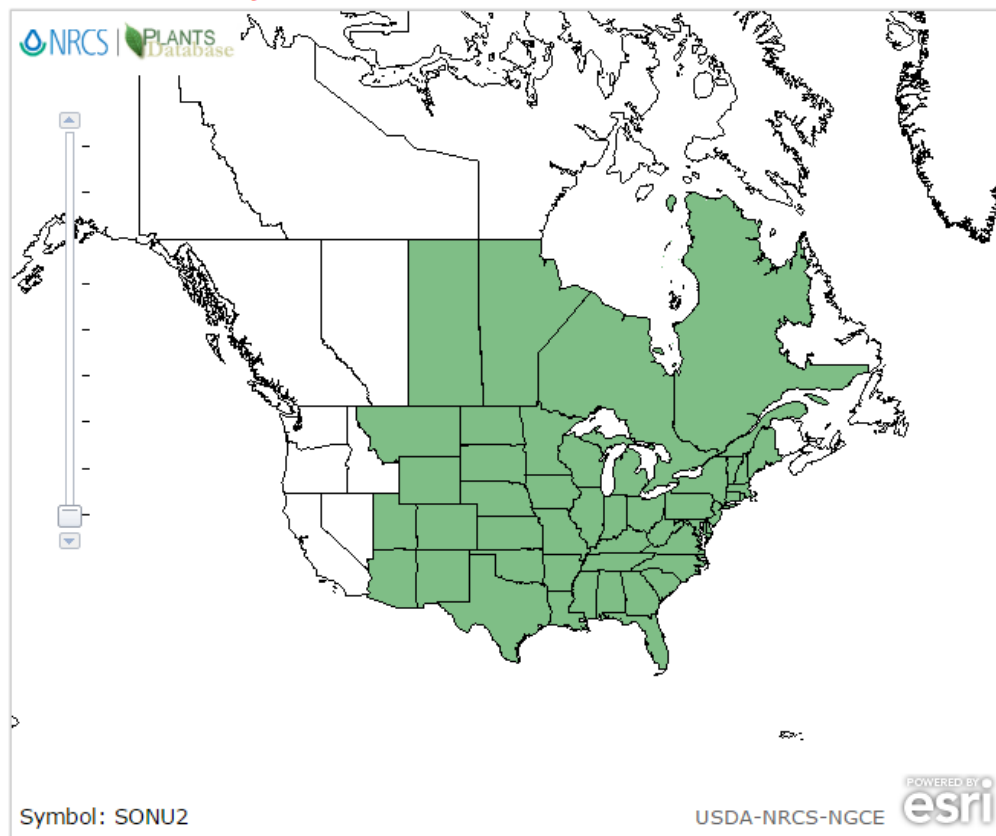 NRCS | PLANTS
Database
Symbol: SONU2
USDA-NRCS-NGCE
POWERED BY
esri